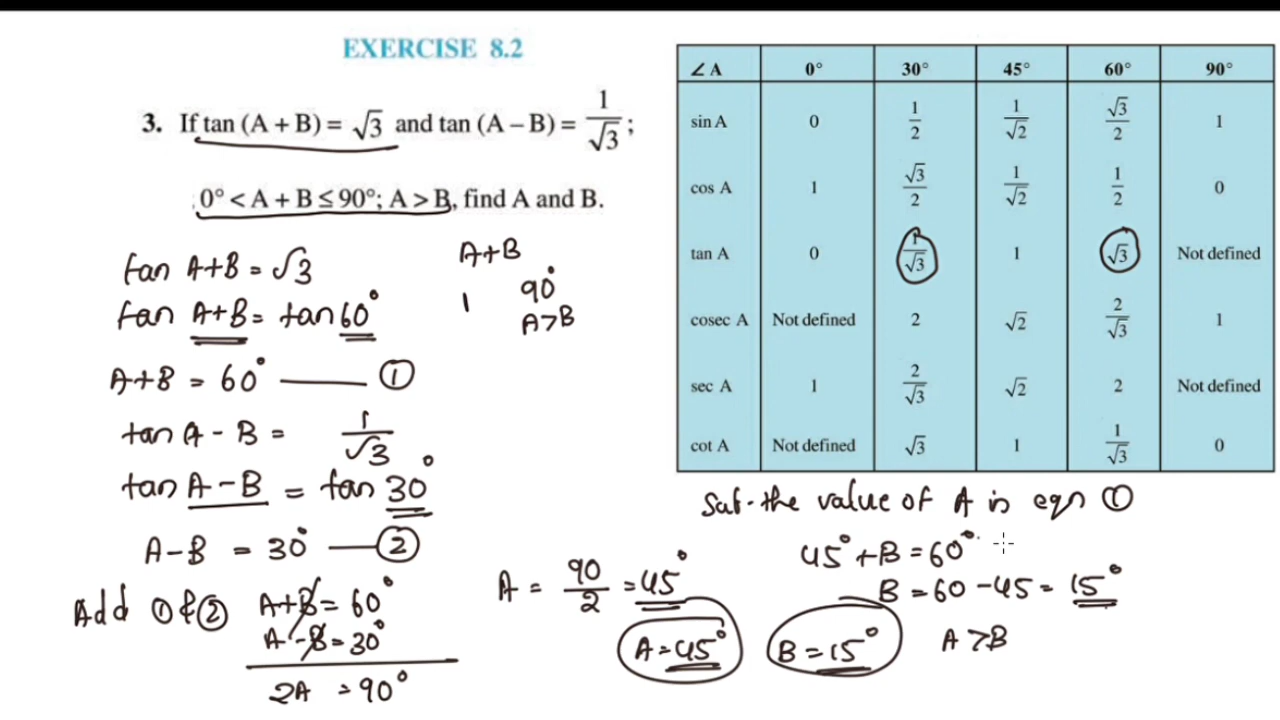 EXERCISE 8.2
3. If tan (A + B) = √3 and tan (A – B) = 1/√3;
0° < A + B ≤ 90°; A > B, find A and B.
∠A 0° 30° 45° 60° 90°
sin A 0 1/2 1/√2 √3/2 1
cos A 1 √3/2 1/√2 1/2 0
tan A 0 1/√3 1 √3 Not defined
cosec A Not defined 2 √2 2/√3 1
sec A 1 2/√3 √2 2 Not defined
cot A Not defined √3 1 1/√3 0
tan A+B = √3
tan A+B = tan 60°
A+B = 60° —— ①
tan A - B = 1/√3
tan A - B = tan 30°
A-B = 30° —②
Add ① & ② A+B = 60°
A - B = 30°
2A = 90°
A+B
90°
A>B
A = 90/2 = 45°
A = 45°
Sub. the value of A in eqn ①
45° + B = 60°
B = 60 - 45 = 15°
B = 15°
A > B